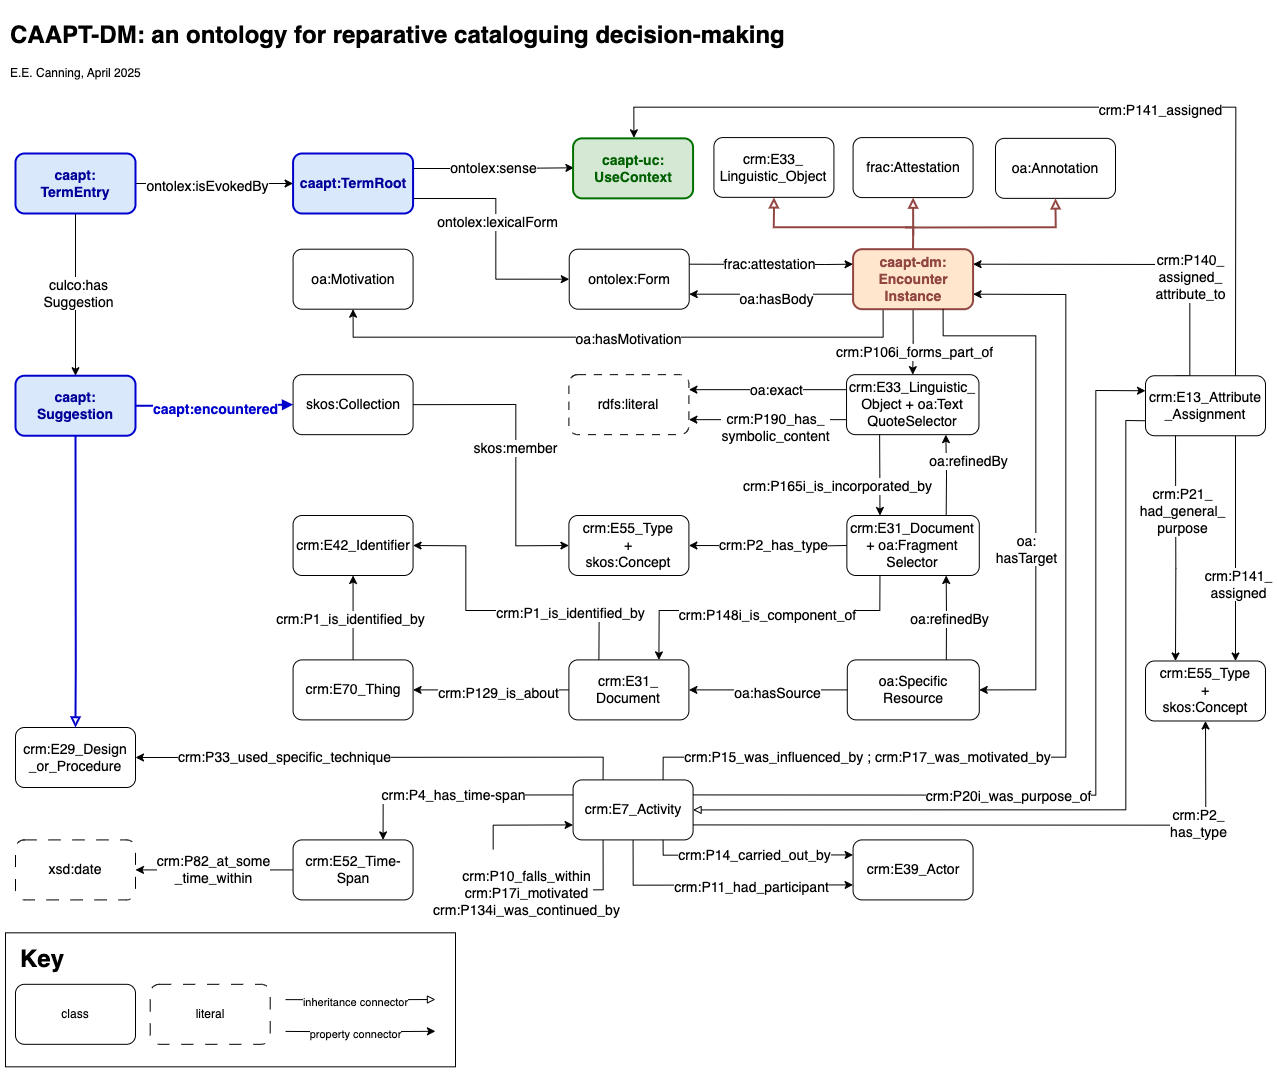 CAAPT-DM: an ontology for reparative cataloguing decision-making
E.E. Canning, April 2025
crm:P141_assigned
caapt:
TermEntry
ontolex:isEvokedBy
caapt:TermRoot
ontolex:sense
caapt-uc:
UseContext
crm:E33_
Linguistic_Object
frac:Attestation
oa:Annotation
ontolex:lexicalForm
culco:has
Suggestion
oa:Motivation
ontolex:Form
frac:attestation
oa:hasBody
caapt-dm:
Encounter
Instance
crm:P140_
assigned_
attribute_to
oa:hasMotivation
crm:P106i_forms_part_of
caapt:
Suggestion
caapt:encountered
skos:Collection
rdfs:literal
oa:exact
crm:P190_has_
symbolic_content
crm:E33_Linguistic_
Object + oa:Text
QuoteSelector
crm:E13_Attribute
_Assignment
skos:member
oa:refinedBy
crm:P165i_is_incorporated_by
crm:P21_
had_general_
purpose
crm:E42_Identifier
crm:E55_Type
+
skos:Concept
crm:P2_has_type
crm:E31_Document
+ oa:Fragment
Selector
oa:
hasTarget
crm:P141_
assigned
crm:P1_is_identified_by
crm:P1_is_identified_by
crm:P148i_is_component_of
oa:refinedBy
crm:E70_Thing
crm:P129_is_about
crm:E31_
Document
oa:hasSource
oa:Specific
Resource
crm:E55_Type
+
skos:Concept
crm:E29_Design
_or_Procedure
crm:P33_used_specific_technique
crm:P15_was_influenced_by ; crm:P17_was_motivated_by
crm:P4_has_time-span
crm:E7_Activity
crm:P20i_was_purpose_of
crm:P2_
has_type
xsd:date
crm:P82_at_some
_time_within
crm:E52_Time-
Span
crm:P14_carried_out_by
crm:P11_had_participant
crm:E39_Actor
crm:P10_falls_within
crm:P17i_motivated
crm:P134i_was_continued_by
Key
class
literal
inheritance connector
property connector